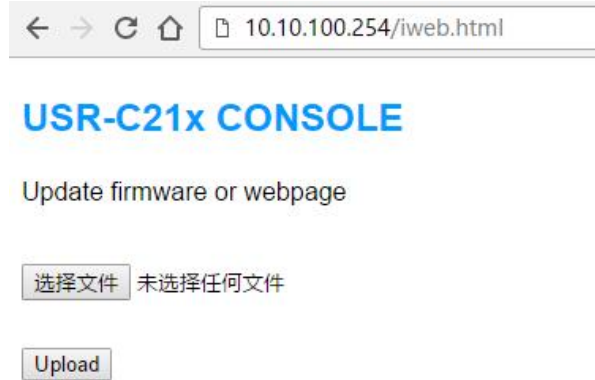 10.10.100.254/iweb.html
USR-C21x CONSOLE
Update firmware or webpage
选择文件 未选择任何文件
Upload